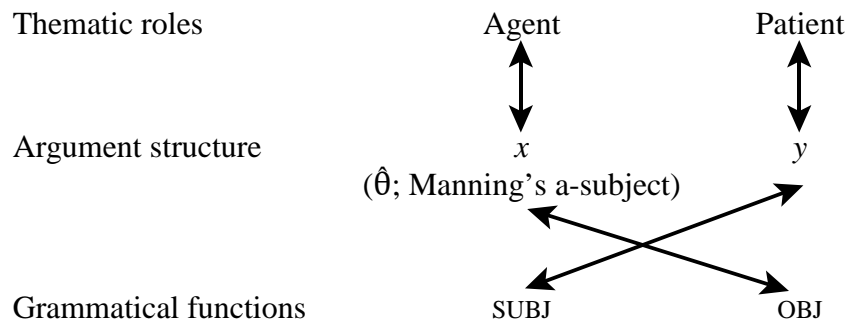 Thematic roles Agent Patient
Argument structure x y
(θ̂; Manning’s a-subject)
Grammatical functions SUBJ OBJ